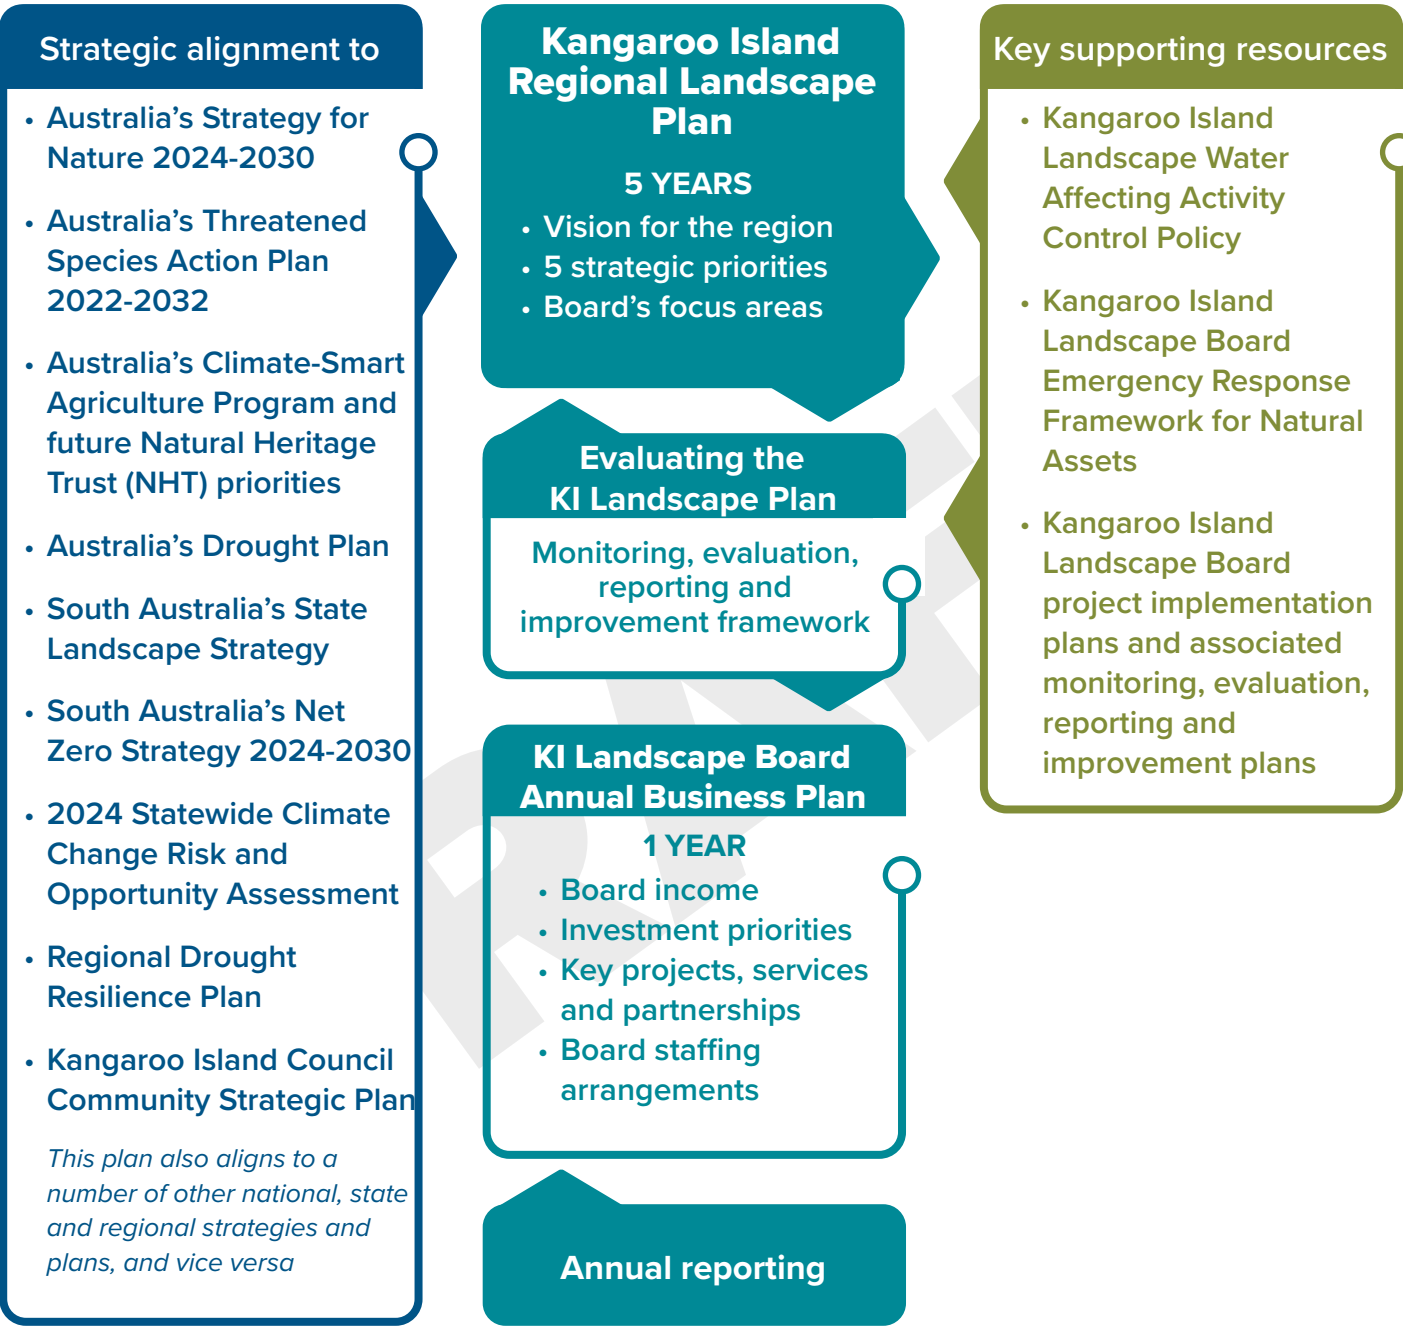 Strategic alignment to
• Australia’s Strategy for
Nature 2024-2030
• Australia’s Threatened
Species Action Plan
2022-2032
• Australia’s Climate-Smart
Agriculture Program and
future Natural Heritage
Trust (NHT) priorities
• Australia’s Drought Plan
• South Australia’s State
Landscape Strategy
• South Australia’s Net
Zero Strategy 2024-2030
• 2024 Statewide Climate
Change Risk and
Opportunity Assessment
• Regional Drought
Resilience Plan
• Kangaroo Island Council
Community Strategic Plan
This plan also aligns to a
number of other national, state
and regional strategies and
plans, and vice versa
Kangaroo Island
Regional Landscape
Plan
5 YEARS
• Vision for the region
• 5 strategic priorities
• Board’s focus areas
Evaluating the
KI Landscape Plan
Monitoring, evaluation,
reporting and
improvement framework
KI Landscape Board
Annual Business Plan
1 YEAR
• Board income
• Investment priorities
• Key projects, services
and partnerships
• Board staffing
arrangements
Annual reporting
Key supporting resources
• Kangaroo Island
Landscape Water
Affecting Activity
Control Policy
• Kangaroo Island
Landscape Board
Emergency Response
Framework for Natural
Assets
• Kangaroo Island
Landscape Board
project implementation
plans and associated
monitoring, evaluation,
reporting and
improvement plans